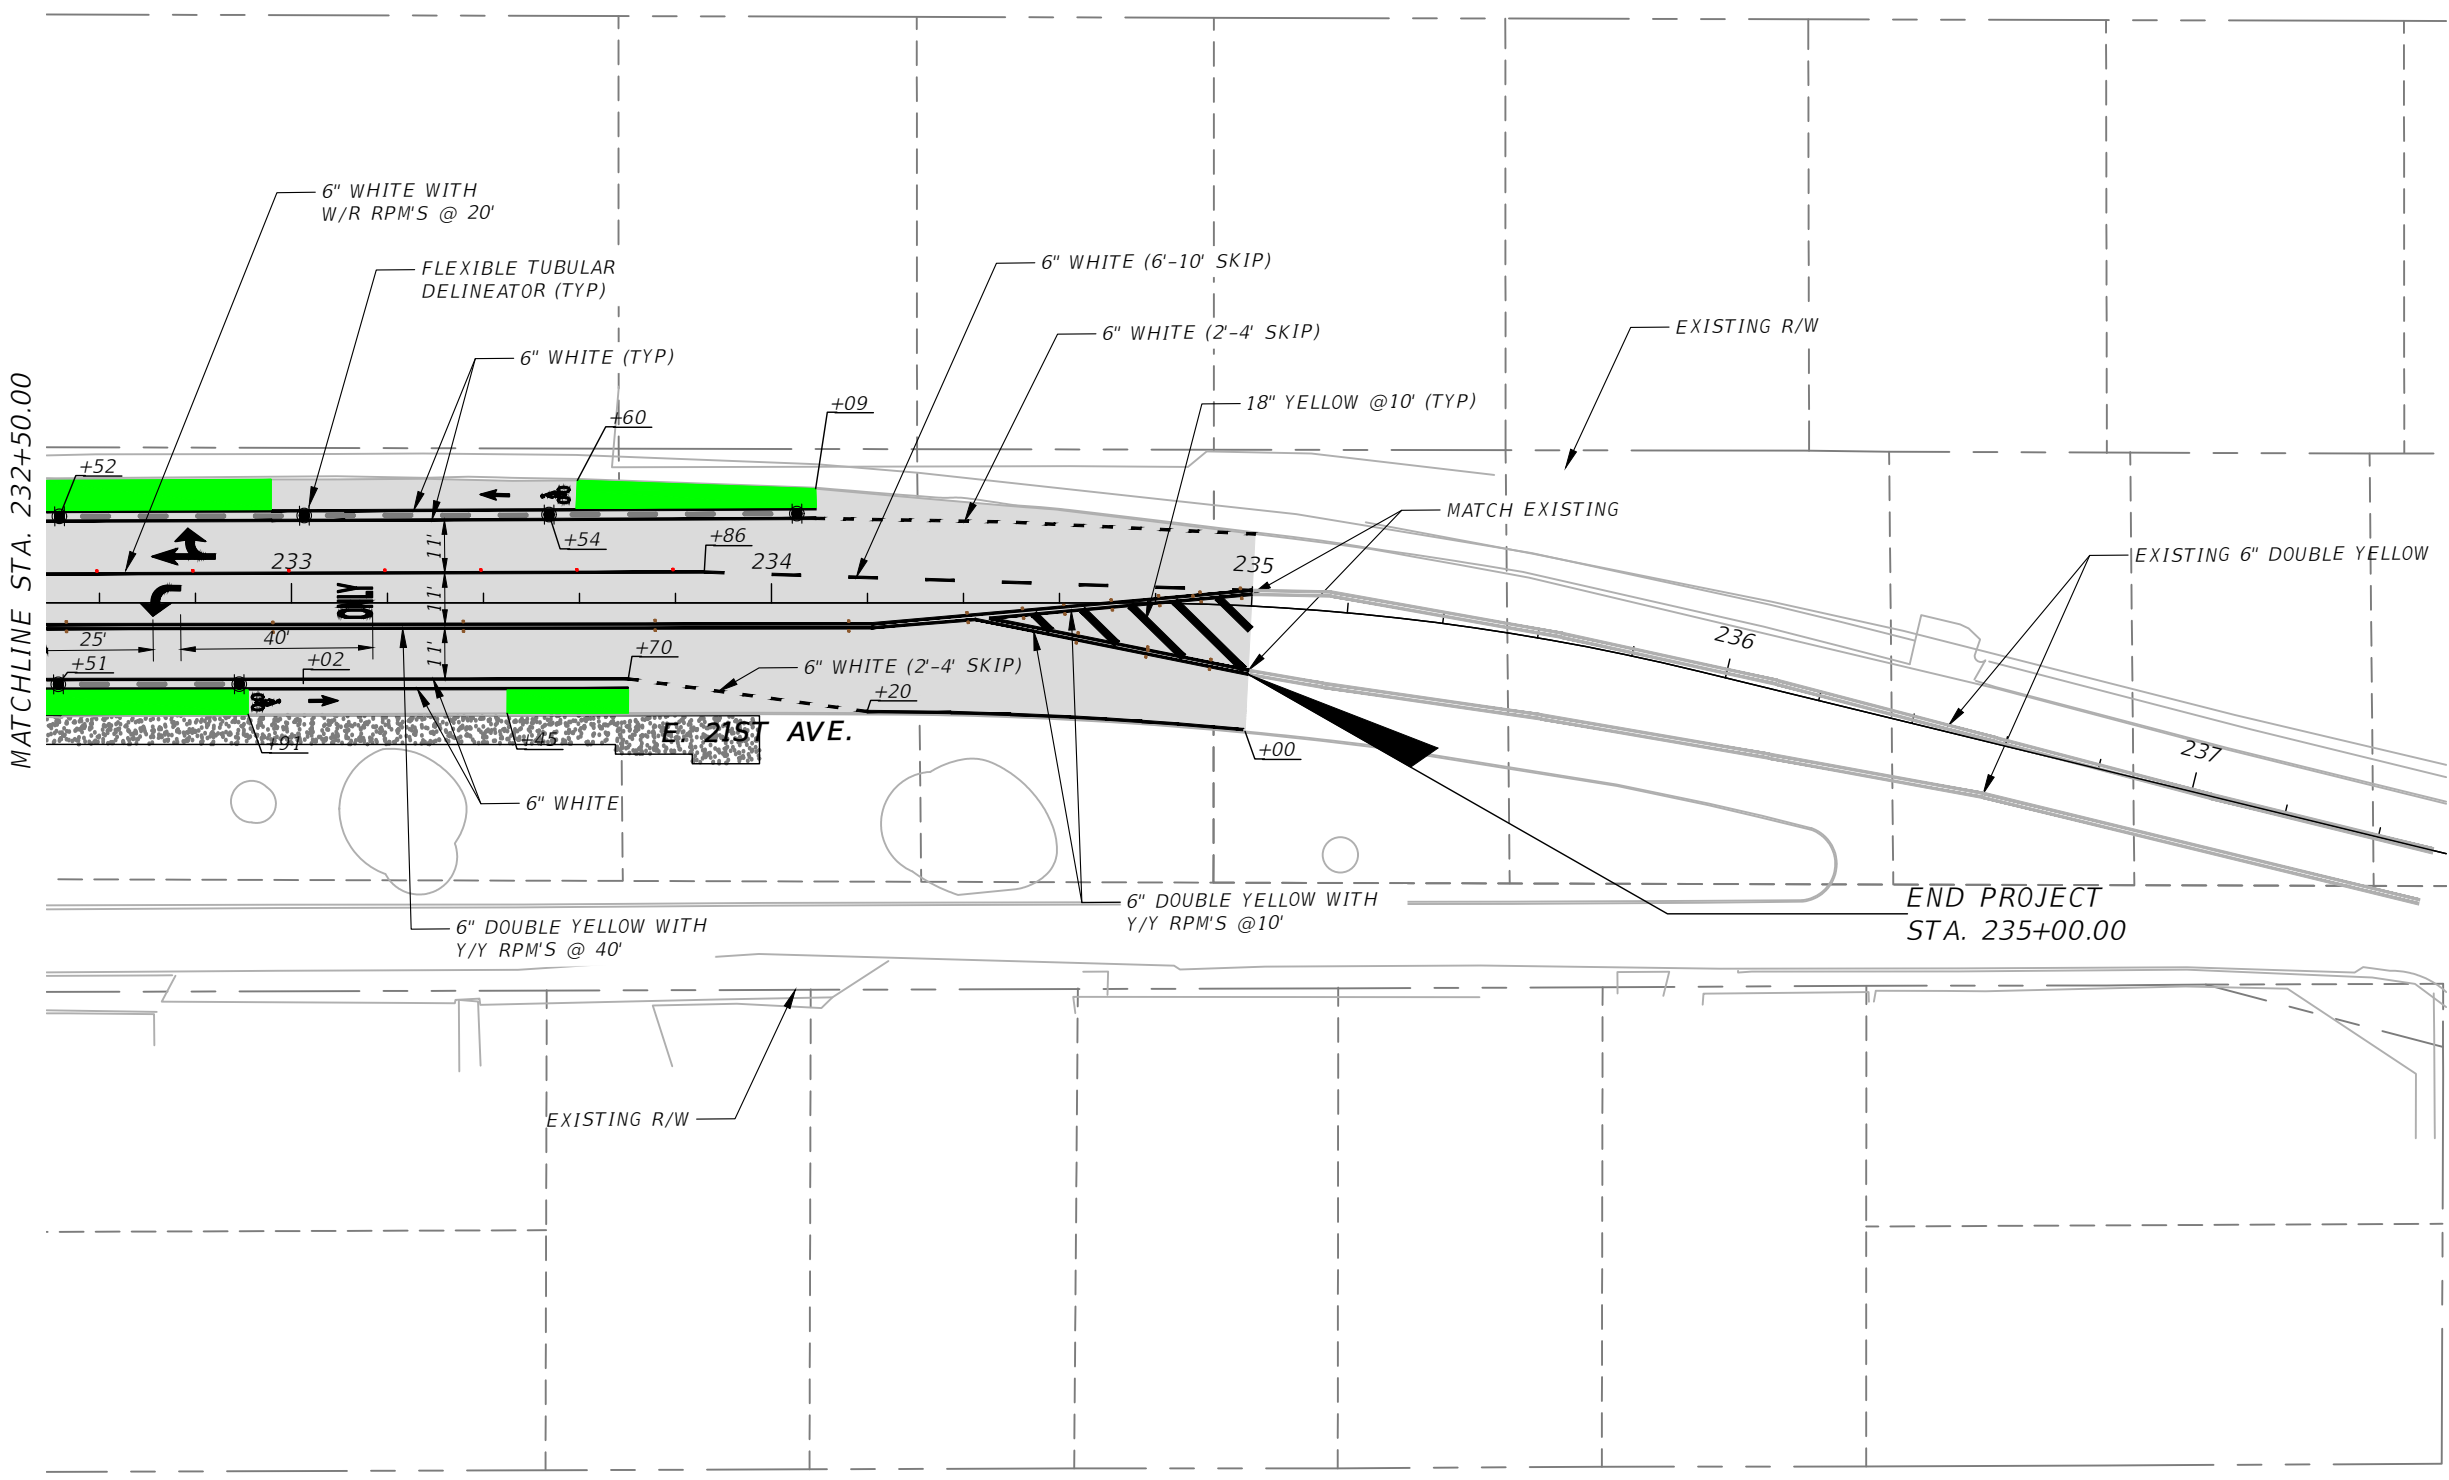 6" WHITE WITH
W/R RPM'S @ 20'
FLEXIBLE TUBULAR
DELINEATOR (TYP)
6" WHITE (TYP)
6" WHITE (6'-10' SKIP)
6" WHITE (2'-4' SKIP)
EXISTING R/W
18" YELLOW @10' (TYP)
MATCHLINE STA. 232+50.00
+52
+60
+09
MATCH EXISTING
EXISTING 6" DOUBLE YELLOW
+54
+86
11'
233
234
235
11'
ONLY
25'
40'
11'
236
+51
+02
+70
6" WHITE (2'-4' SKIP)
+20
237
+91
+45
E. 21ST AVE.
+00
6" WHITE
6" DOUBLE YELLOW WITH
Y/Y RPM'S @ 40'
6" DOUBLE YELLOW WITH
Y/Y RPM'S @10'
END PROJECT
STA. 235+00.00
EXISTING R/W